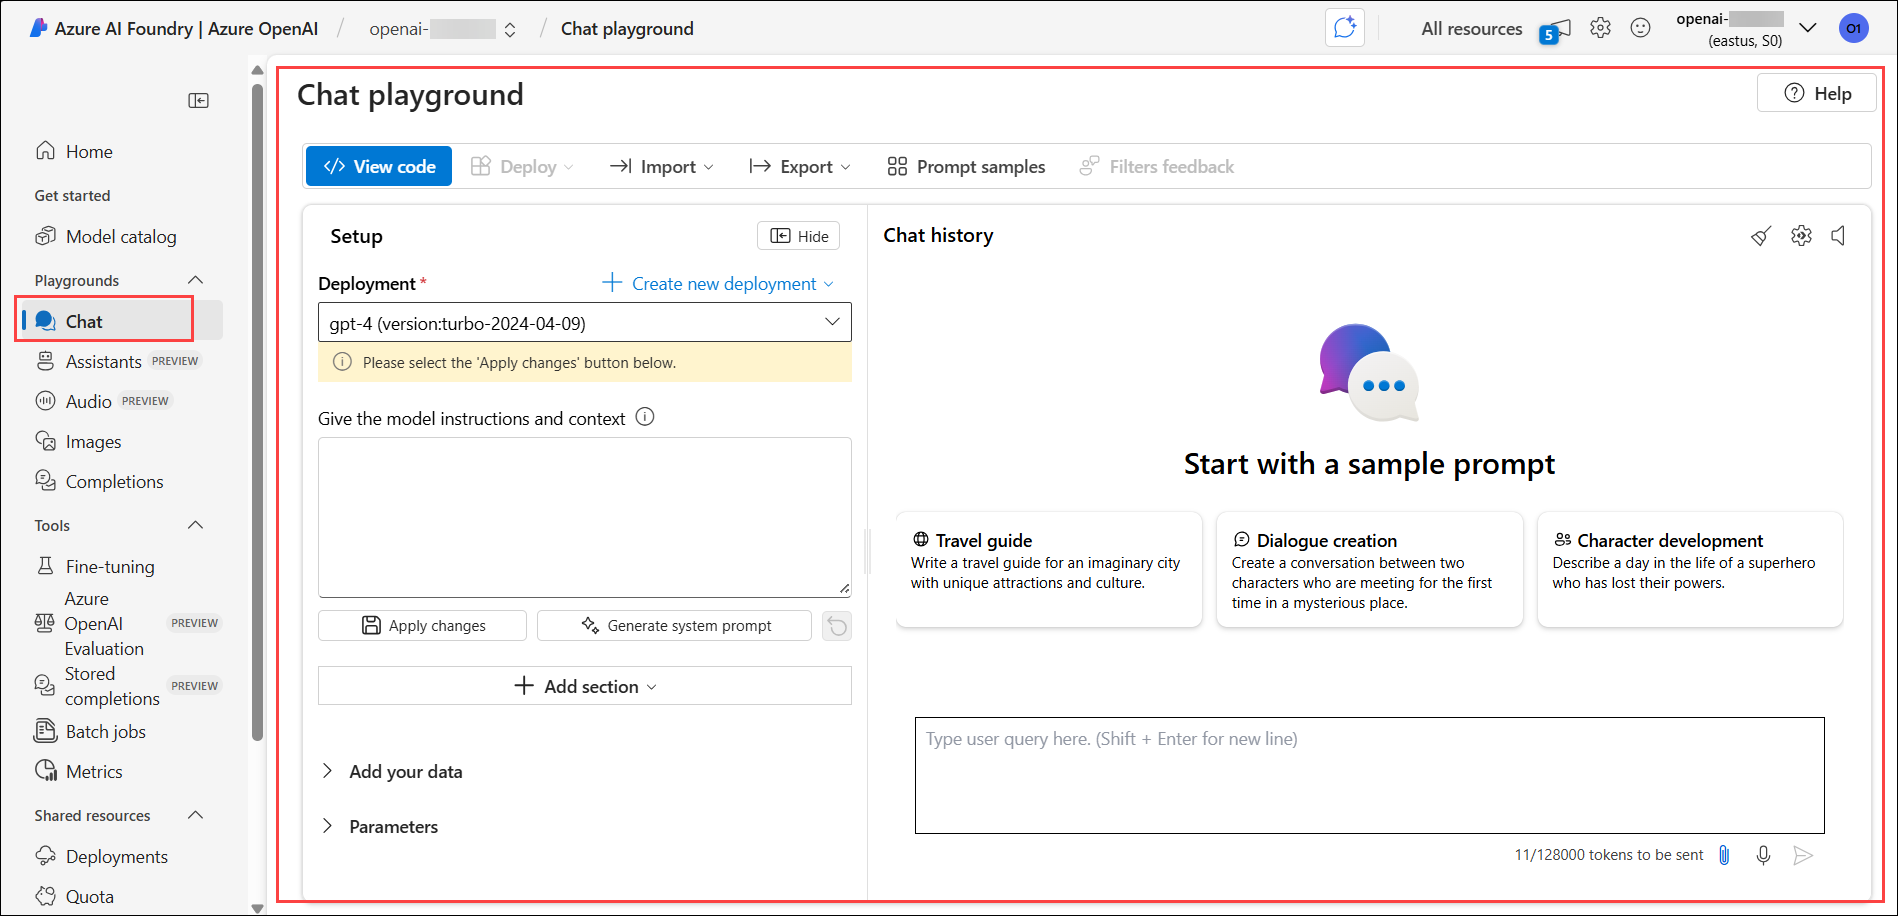 Azure AI Foundry | Azure OpenAI / openai- / Chat playground
All resources
5
openai-
(eastus, S0)
O1
Home
Get started
Model catalog
Playgrounds
Chat
Assistants PREVIEW
Audio PREVIEW
Images
Completions
Tools
Fine-tuning
Azure
OpenAI PREVIEW
Evaluation
Stored
completions PREVIEW
Batch jobs
Metrics
Shared resources
Deployments
Quota
Chat playground
Help
View code Deploy Import Export Prompt samples Filters feedback
Setup
Hide
Deployment *
Create new deployment
gpt-4 (version:turbo-2024-04-09)
Please select the 'Apply changes' button below.
Give the model instructions and context
Apply changes
Generate system prompt
Add section
Add your data
Parameters
Chat history
Start with a sample prompt
Travel guide
Write a travel guide for an imaginary city
with unique attractions and culture.
Dialogue creation
Create a conversation between two
characters who are meeting for the first
time in a mysterious place.
Character development
Describe a day in the life of a superhero
who has lost their powers.
Type user query here. (Shift + Enter for new line)
11/128000 tokens to be sent